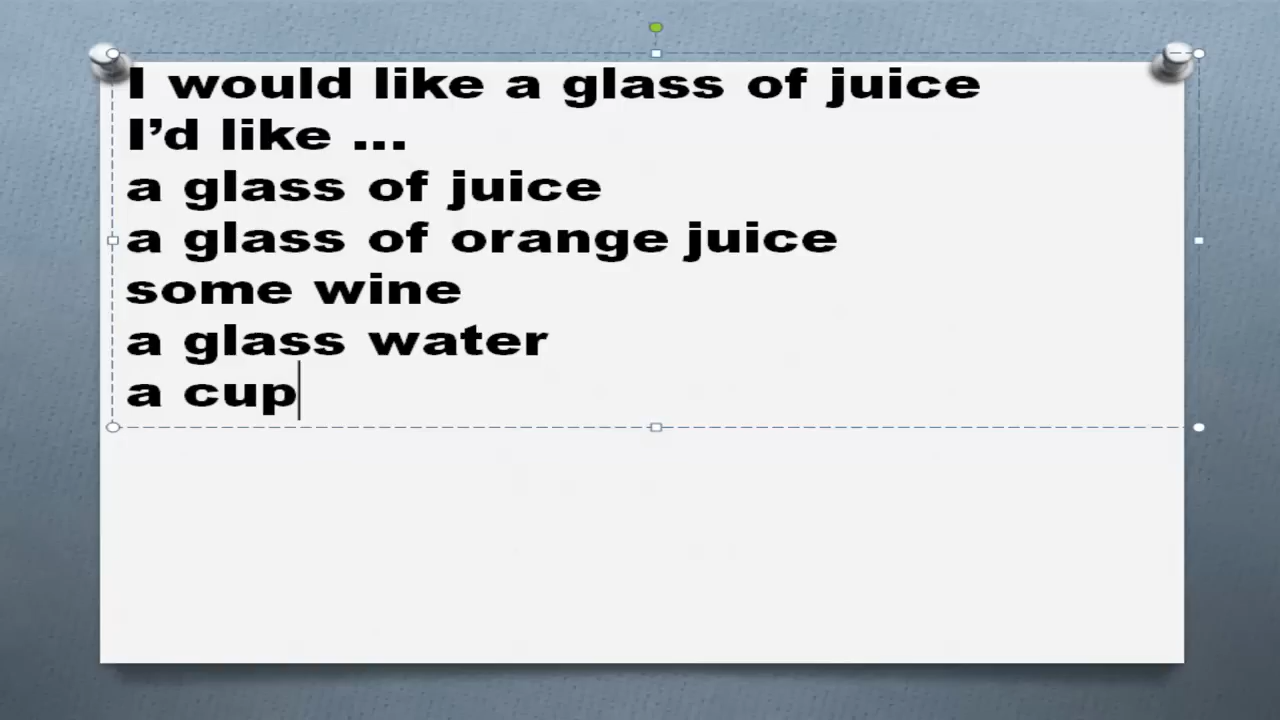 I would like a glass of juice
I’d like ...
a glass of juice
a glass of orange juice
some wine
a glass water
a cup